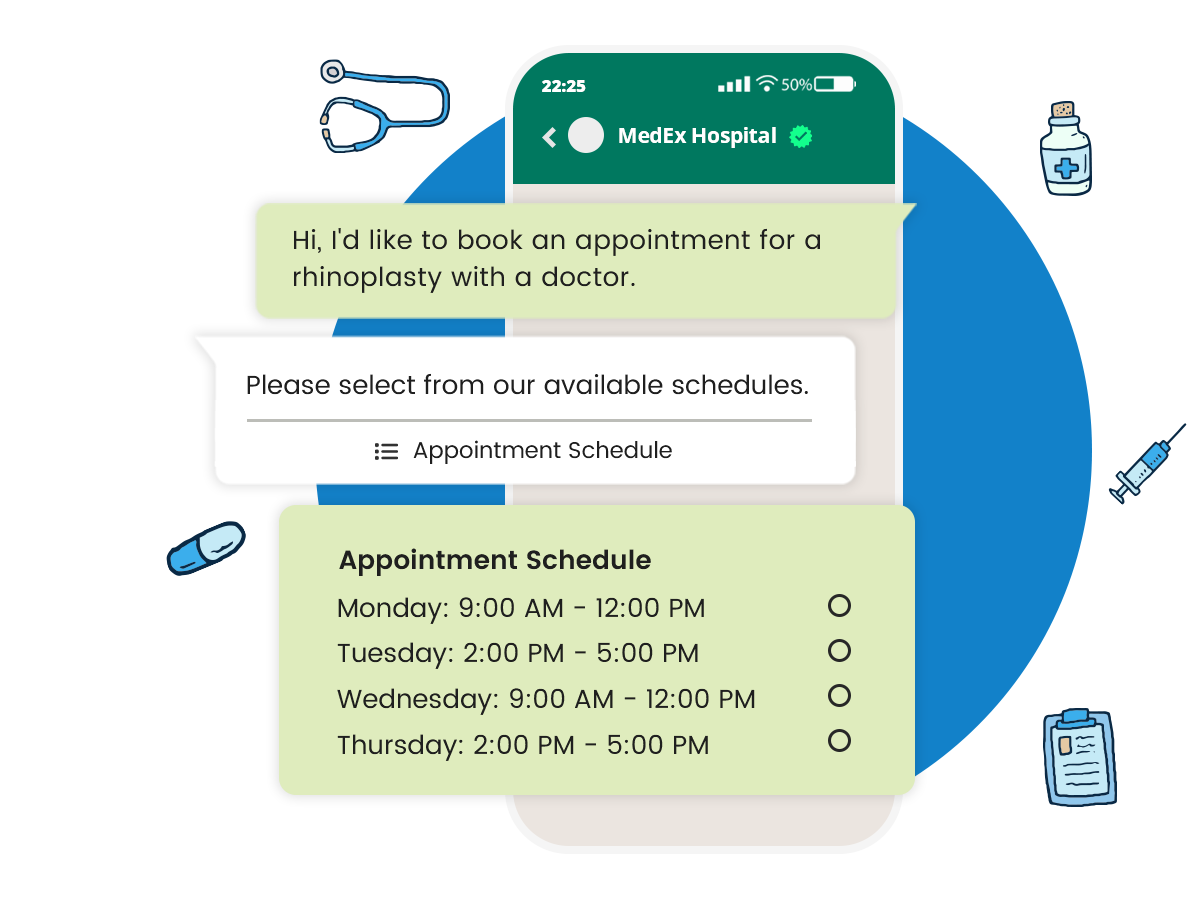 22:25
50%
MedEx Hospital
Hi, I'd like to book an appointment for a
rhinoplasty with a doctor.
Please select from our available schedules.
Appointment Schedule
Appointment Schedule
Monday: 9:00 AM - 12:00 PM
Tuesday: 2:00 PM - 5:00 PM
Wednesday: 9:00 AM - 12:00 PM
Thursday: 2:00 PM - 5:00 PM